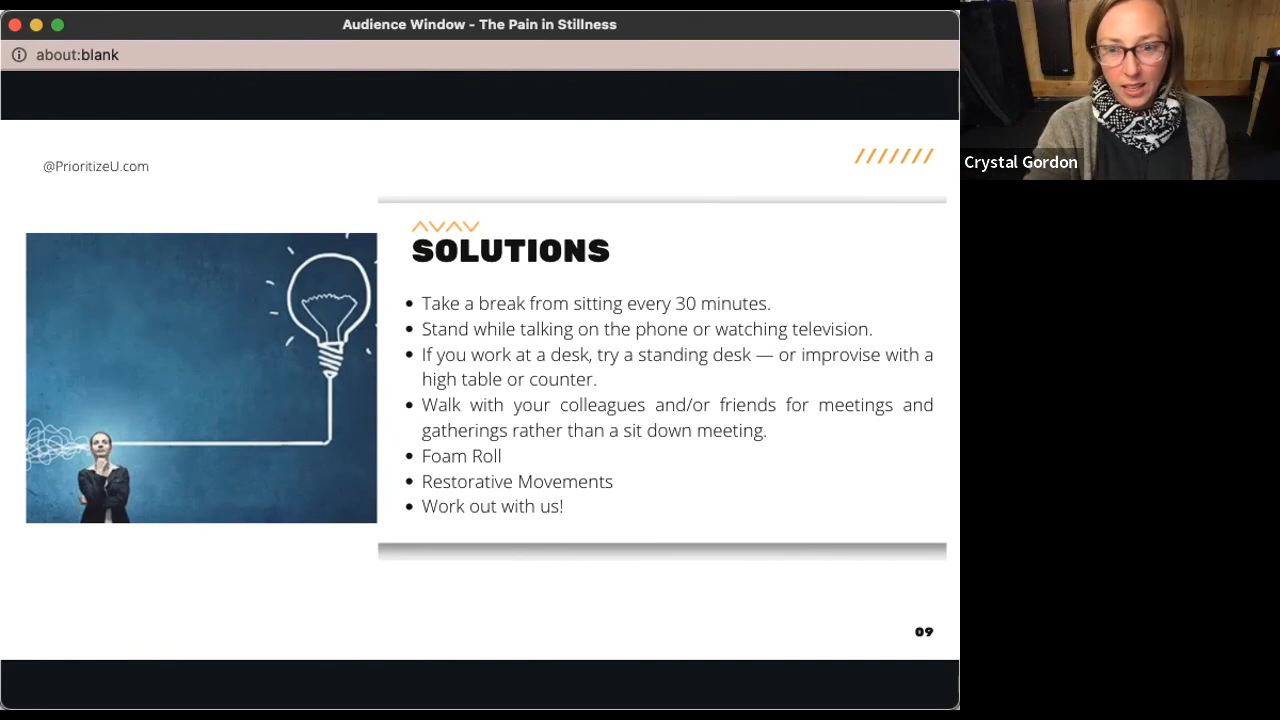 Audience Window - The Pain in Stillness
about:blank
@PrioritizeU.com
SOLUTIONS
• Take a break from sitting every 30 minutes.
• Stand while talking on the phone or watching television.
• If you work at a desk, try a standing desk — or improvise with a
high table or counter.
• Walk with your colleagues and/or friends for meetings and
gatherings rather than a sit down meeting.
• Foam Roll
• Restorative Movements
• Work out with us!
09
Crystal Gordon